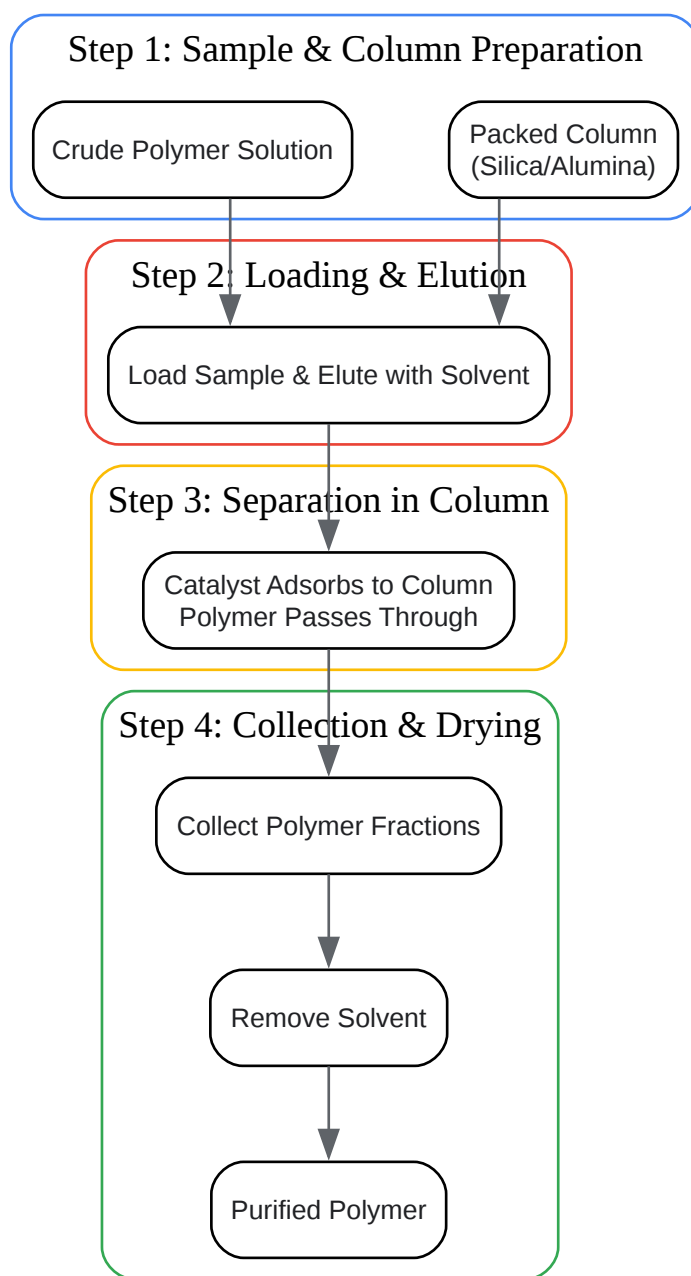 Step 1: Sample & Column Preparation
Crude Polymer Solution
Packed Column
(Silica/Alumina)
Step 2: Loading & Elution
Load Sample & Elute with Solvent
Step 3: Separation in Column
Catalyst Adsorbs to Column
Polymer Passes Through
Step 4: Collection & Drying
Collect Polymer Fractions
Remove Solvent
Purified Polymer